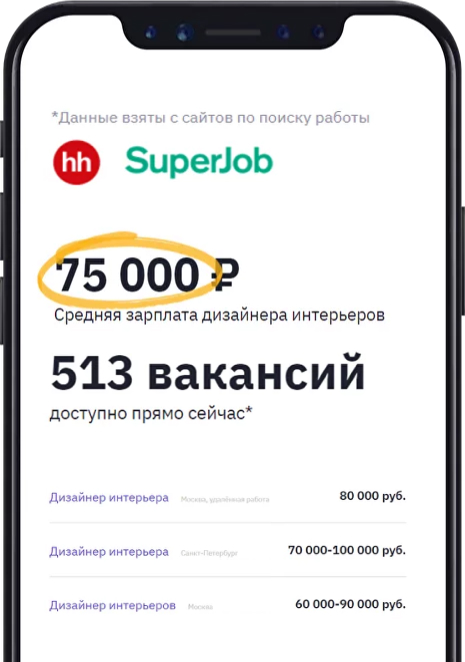 *Данные взяты с сайтов по поиску работы
hh SuperJob
75 000 ₽
Средняя зарплата дизайнера интерьеров
513 вакансий
доступно прямо сейчас*
Дизайнер интерьера Москва, удалённая работа 80 000 руб.
Дизайнер интерьера Санкт-Петербург 70 000-100 000 руб.
Дизайнер интерьеров Москва 60 000-90 000 руб.